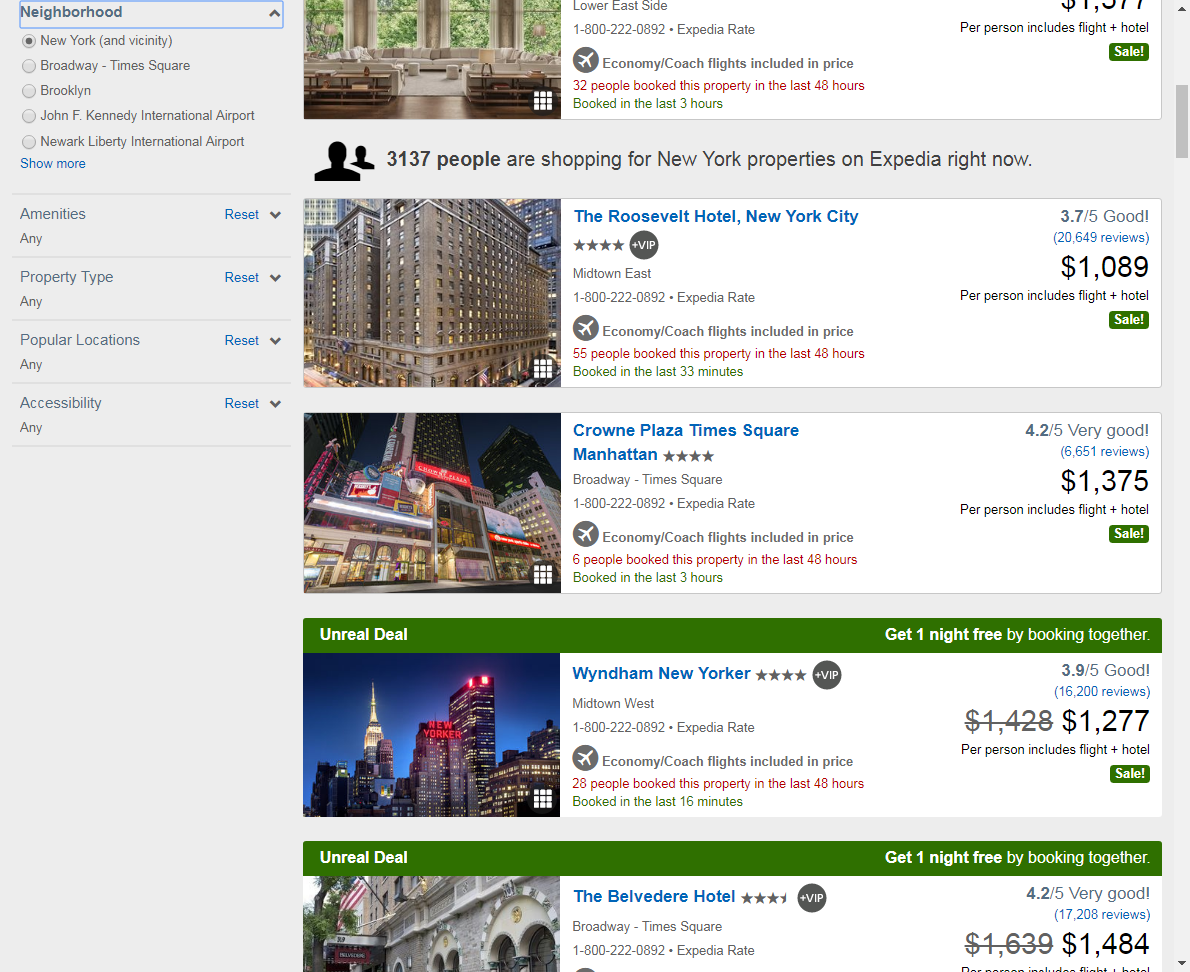 Neighborhood
New York (and vicinity)
Broadway - Times Square
Brooklyn
John F. Kennedy International Airport
Newark Liberty International Airport
Show more
Amenities Reset
Any
Property Type Reset
Any
Popular Locations Reset
Any
Accessibility Reset
Any
Lower East Side
$1,377
1-800-222-0892 • Expedia Rate
Per person includes flight + hotel
Sale!
Economy/Coach flights included in price
32 people booked this property in the last 48 hours
Booked in the last 3 hours
3137 people are shopping for New York properties on Expedia right now.
The Roosevelt Hotel, New York City
+VIP
Midtown East
1-800-222-0892 • Expedia Rate
Economy/Coach flights included in price
55 people booked this property in the last 48 hours
Booked in the last 33 minutes
3.7/5 Good!
(20,649 reviews)
$1,089
Per person includes flight + hotel
Sale!
CROWNE PLAZA
Crowne Plaza Times Square
Manhattan
Broadway - Times Square
1-800-222-0892 • Expedia Rate
Economy/Coach flights included in price
6 people booked this property in the last 48 hours
Booked in the last 3 hours
4.2/5 Very good!
(6,651 reviews)
$1,375
Per person includes flight + hotel
Sale!
Unreal Deal Get 1 night free by booking together.
NEW
YORKER
Wyndham New Yorker +VIP
Midtown West
1-800-222-0892 • Expedia Rate
Economy/Coach flights included in price
28 people booked this property in the last 48 hours
Booked in the last 16 minutes
3.9/5 Good!
(16,200 reviews)
$1,428 $1,277
Per person includes flight + hotel
Sale!
Unreal Deal Get 1 night free by booking together.
BELVEDERE
The Belvedere Hotel +VIP
Broadway - Times Square
1-800-222-0892 • Expedia Rate
4.2/5 Very good!
(17,208 reviews)
$1,639 $1,484
Per person includes flight + hotel